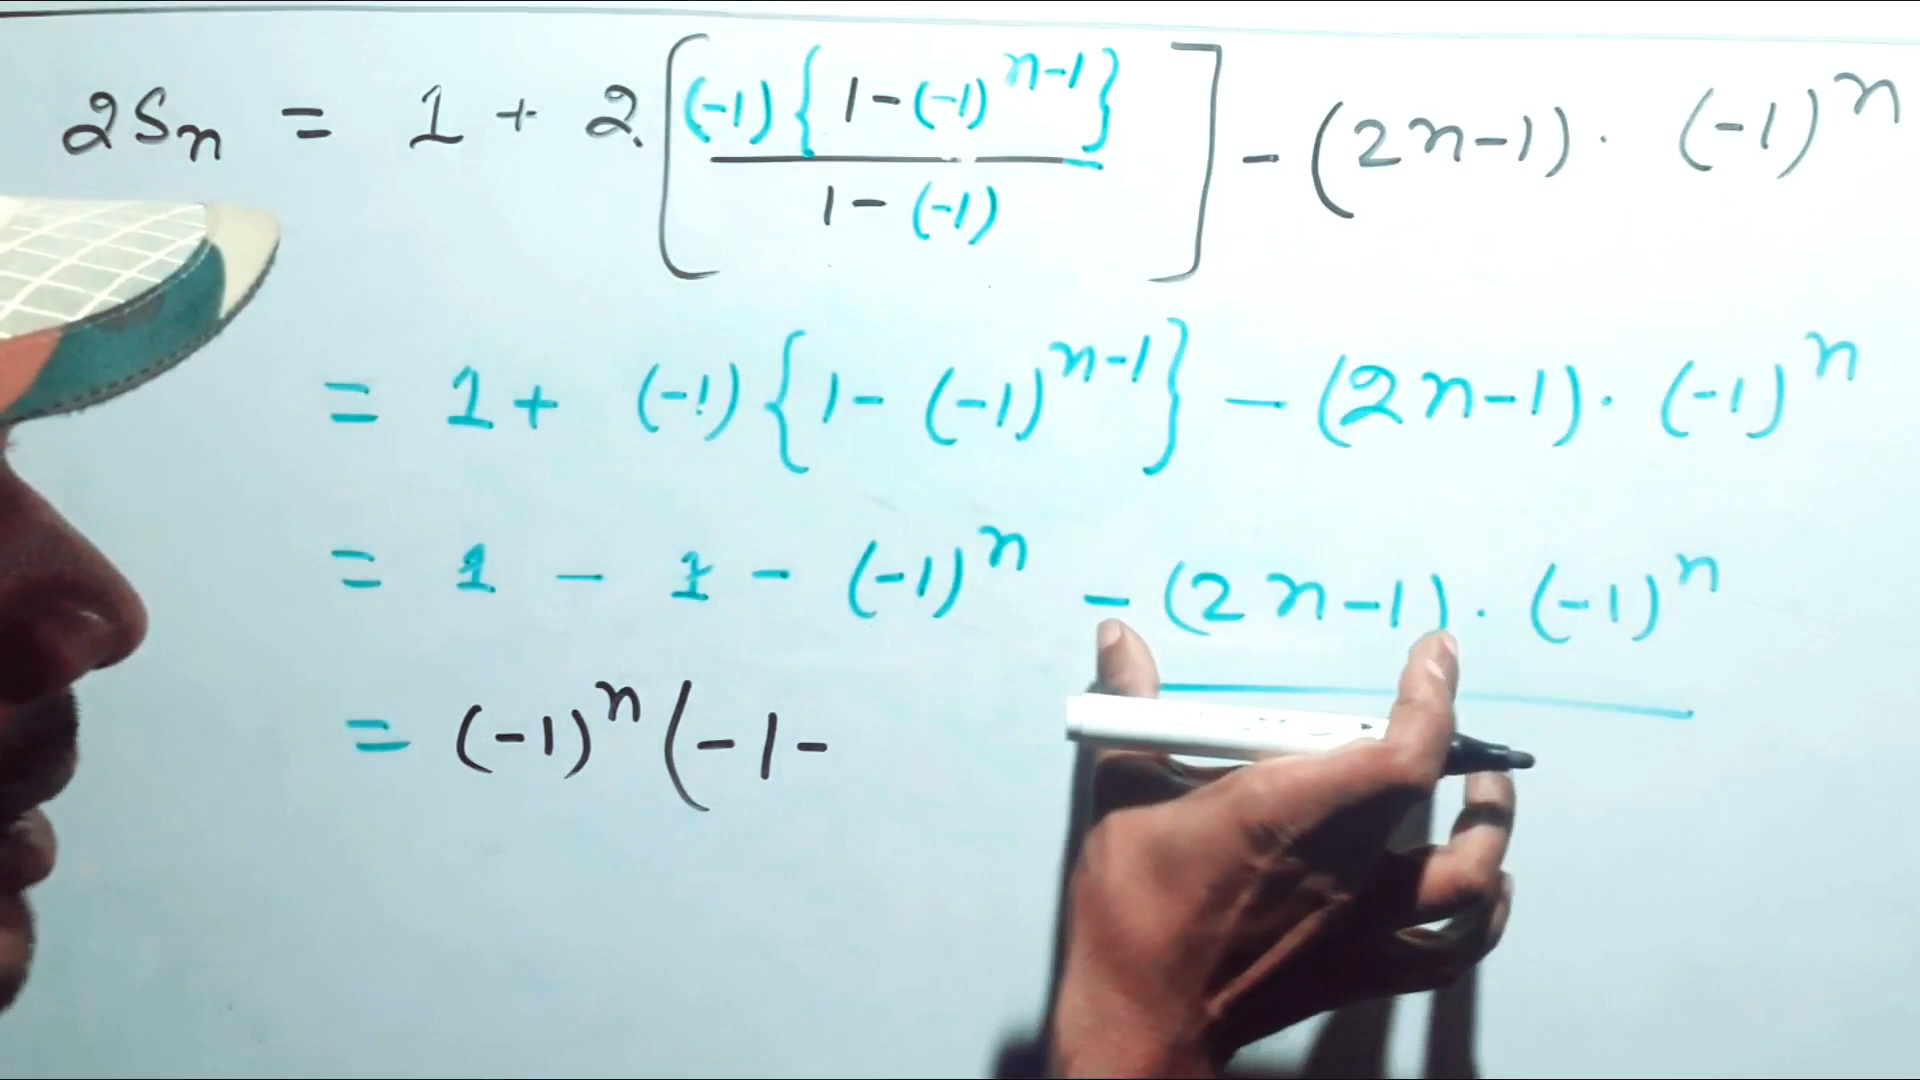 2Sn = 1 + 2 [ (-1) { 1 - (-1)^{n-1} } / 1 - (-1) ] - (2n-1) · (-1)^n
= 1 + (-1) { 1 - (-1)^{n-1} } - (2n-1) · (-1)^n
= 1 - 1 - (-1)^n - (2n-1) · (-1)^n
= (-1)^n ( -1 -